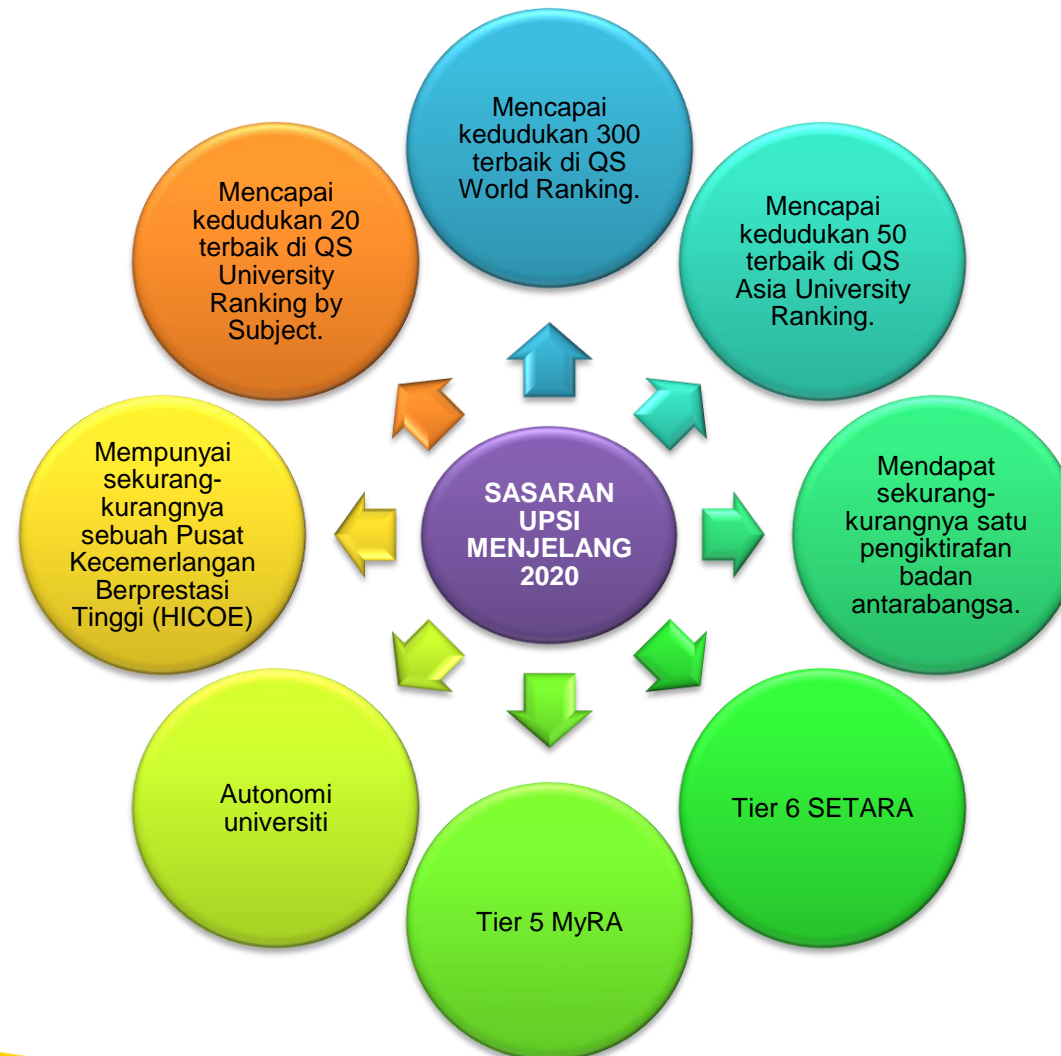 Mencapai
kedudukan 300
terbaik di QS
World Ranking.
Mencapai
kedudukan 50
terbaik di QS
Asia University
Ranking.
Mendapat
sekurang-
kurangnya satu
pengiktirafan
badan
antarabangsa.
Tier 6 SETARA
Tier 5 MyRA
Autonomi
universiti
Mempunyai
sekurang-
kurangnya
sebuah Pusat
Kecemerlangan
Berprestasi
Tinggi (HICOE)
Mencapai
kedudukan 20
terbaik di QS
University
Ranking by
Subject.
SASARAN
UPSI
MENJELANG
2020